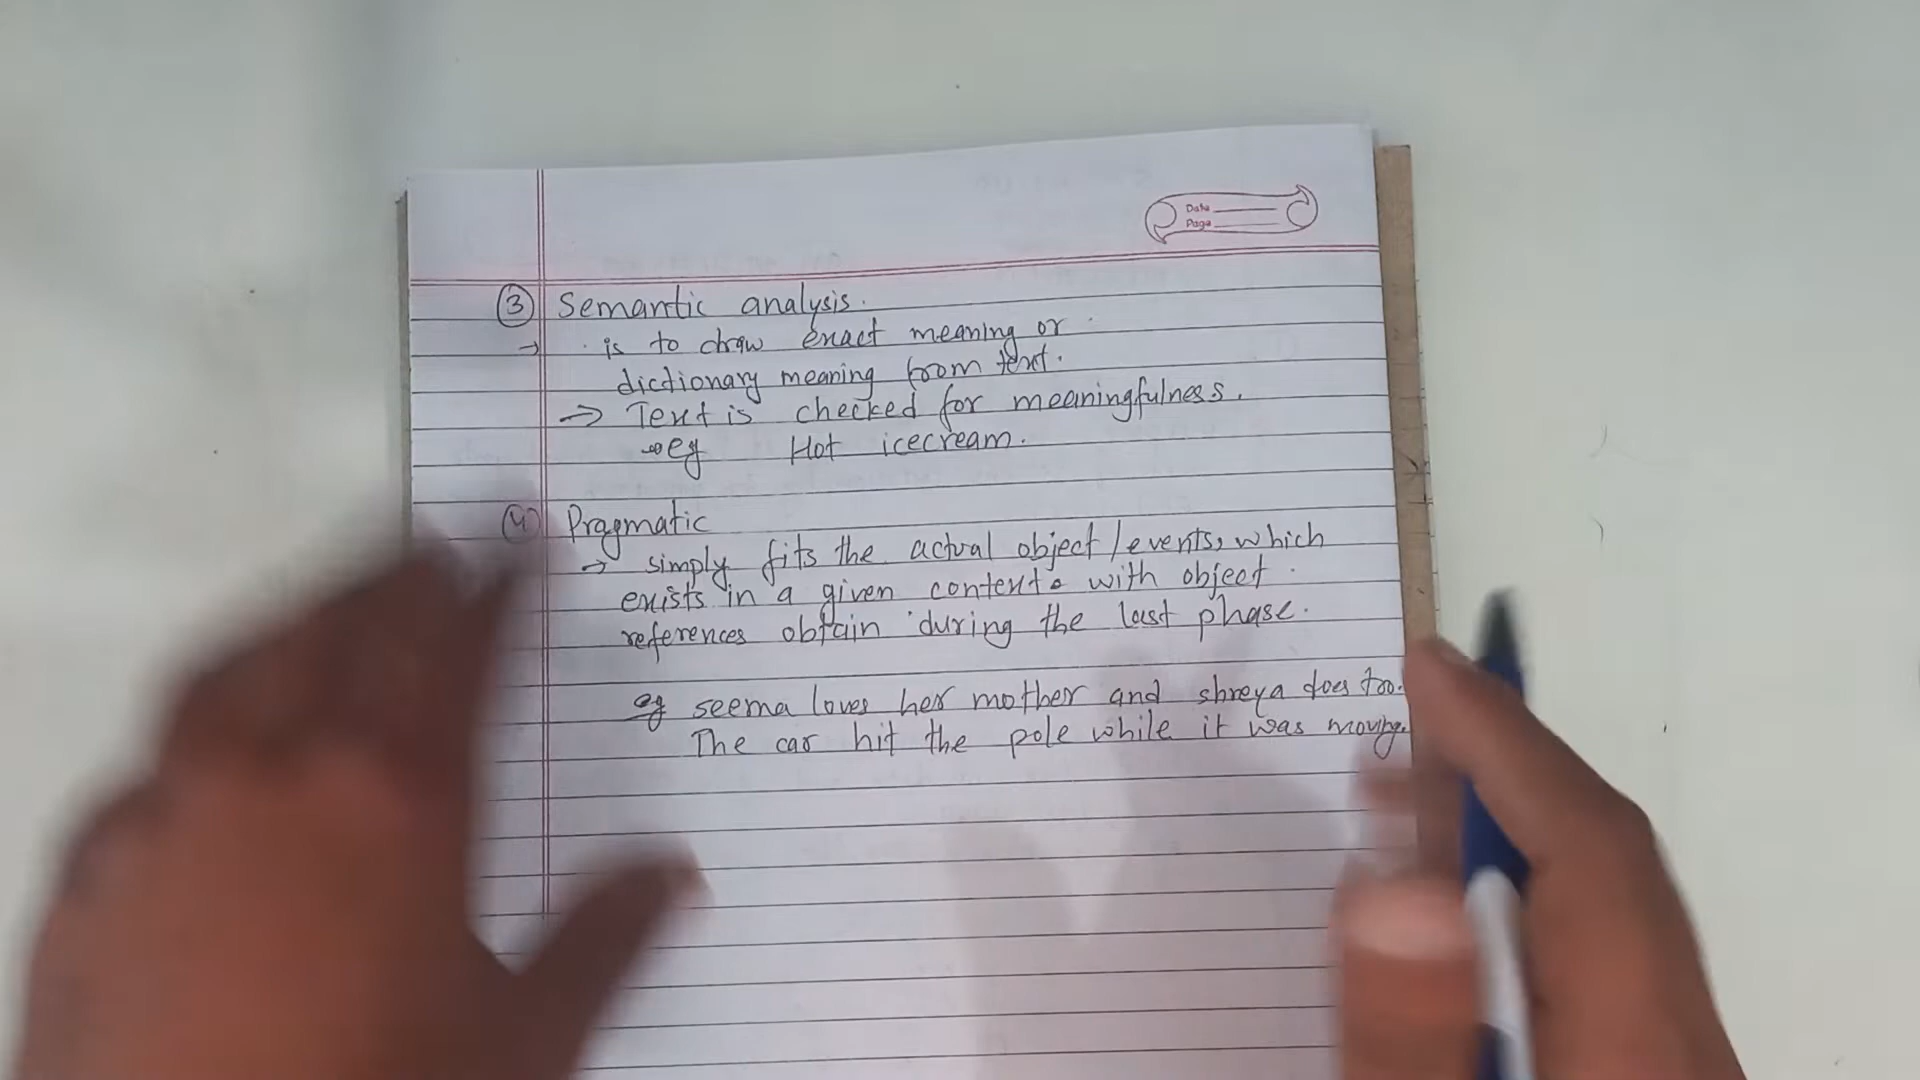 Date
Page
③ Semantic analysis.
→ is to draw exact meaning or
dictionary meaning from text.
→ Text is checked for meaningfulness.
eg Hot icecream.
④ Pragmatic
→ simply fits the actual object / events, which
exists in a given context. with object
references obtain during the last phase.
eg seema loves her mother and shreya does too.
The car hit the pole while it was moving.